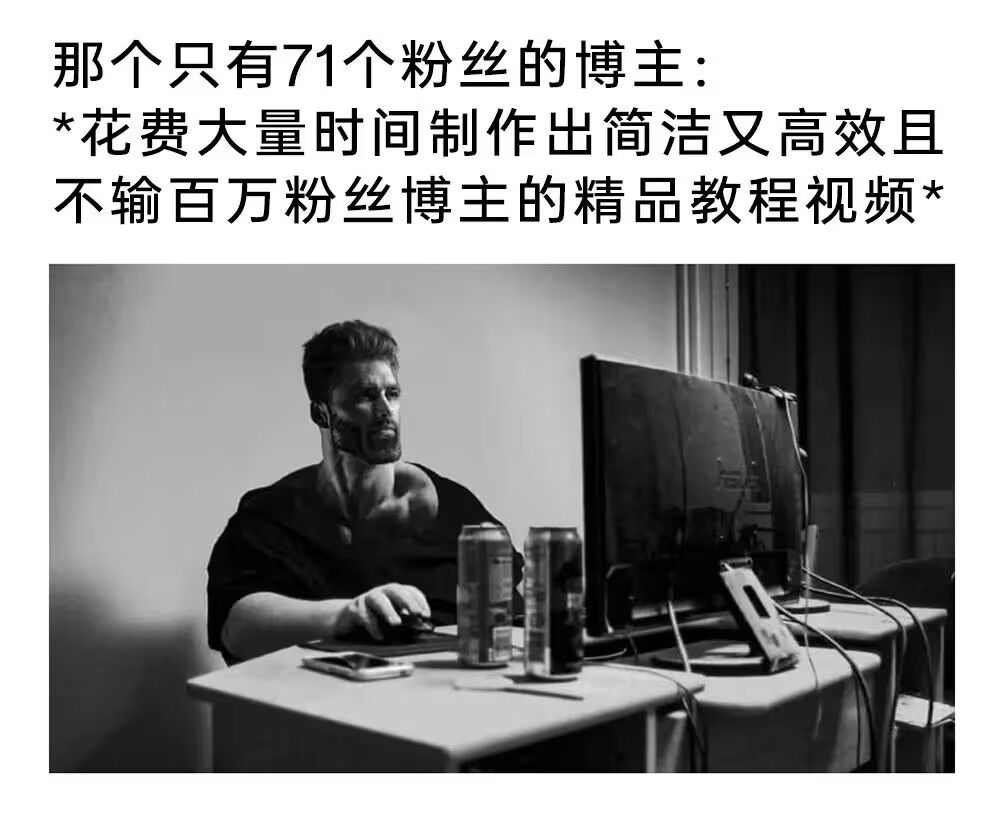 那个只有71个粉丝的博主：
*花费大量时间制作出简洁又高效且
不输百万粉丝博主的精品教程视频*